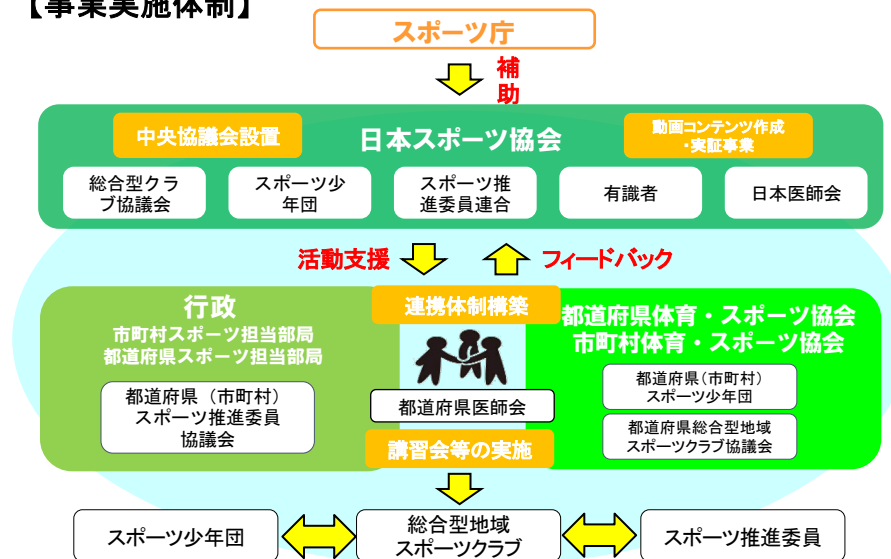 【事業実施体制】
スポーツ庁
補
助
中央協議会設置
日本スポーツ協会
動画コンテンツ作成
・実証事業
総合型クラ
ブ協議会
スポーツ少
年団
スポーツ推
進委員連合
有識者
日本医師会
活動支援
フィードバック
行政
市町村スポーツ担当部局
都道府県スポーツ担当部局
都道府県（市町村）
スポーツ推進委員
協議会
連携体制構築
都道府県医師会
講習会等の実施
都道府県体育・スポーツ協会
市町村体育・スポーツ協会
都道府県（市町村）
スポーツ少年団
都道府県総合型地域
スポーツクラブ協議会
スポーツ少年団
総合型地域
スポーツクラブ
スポーツ推進委員